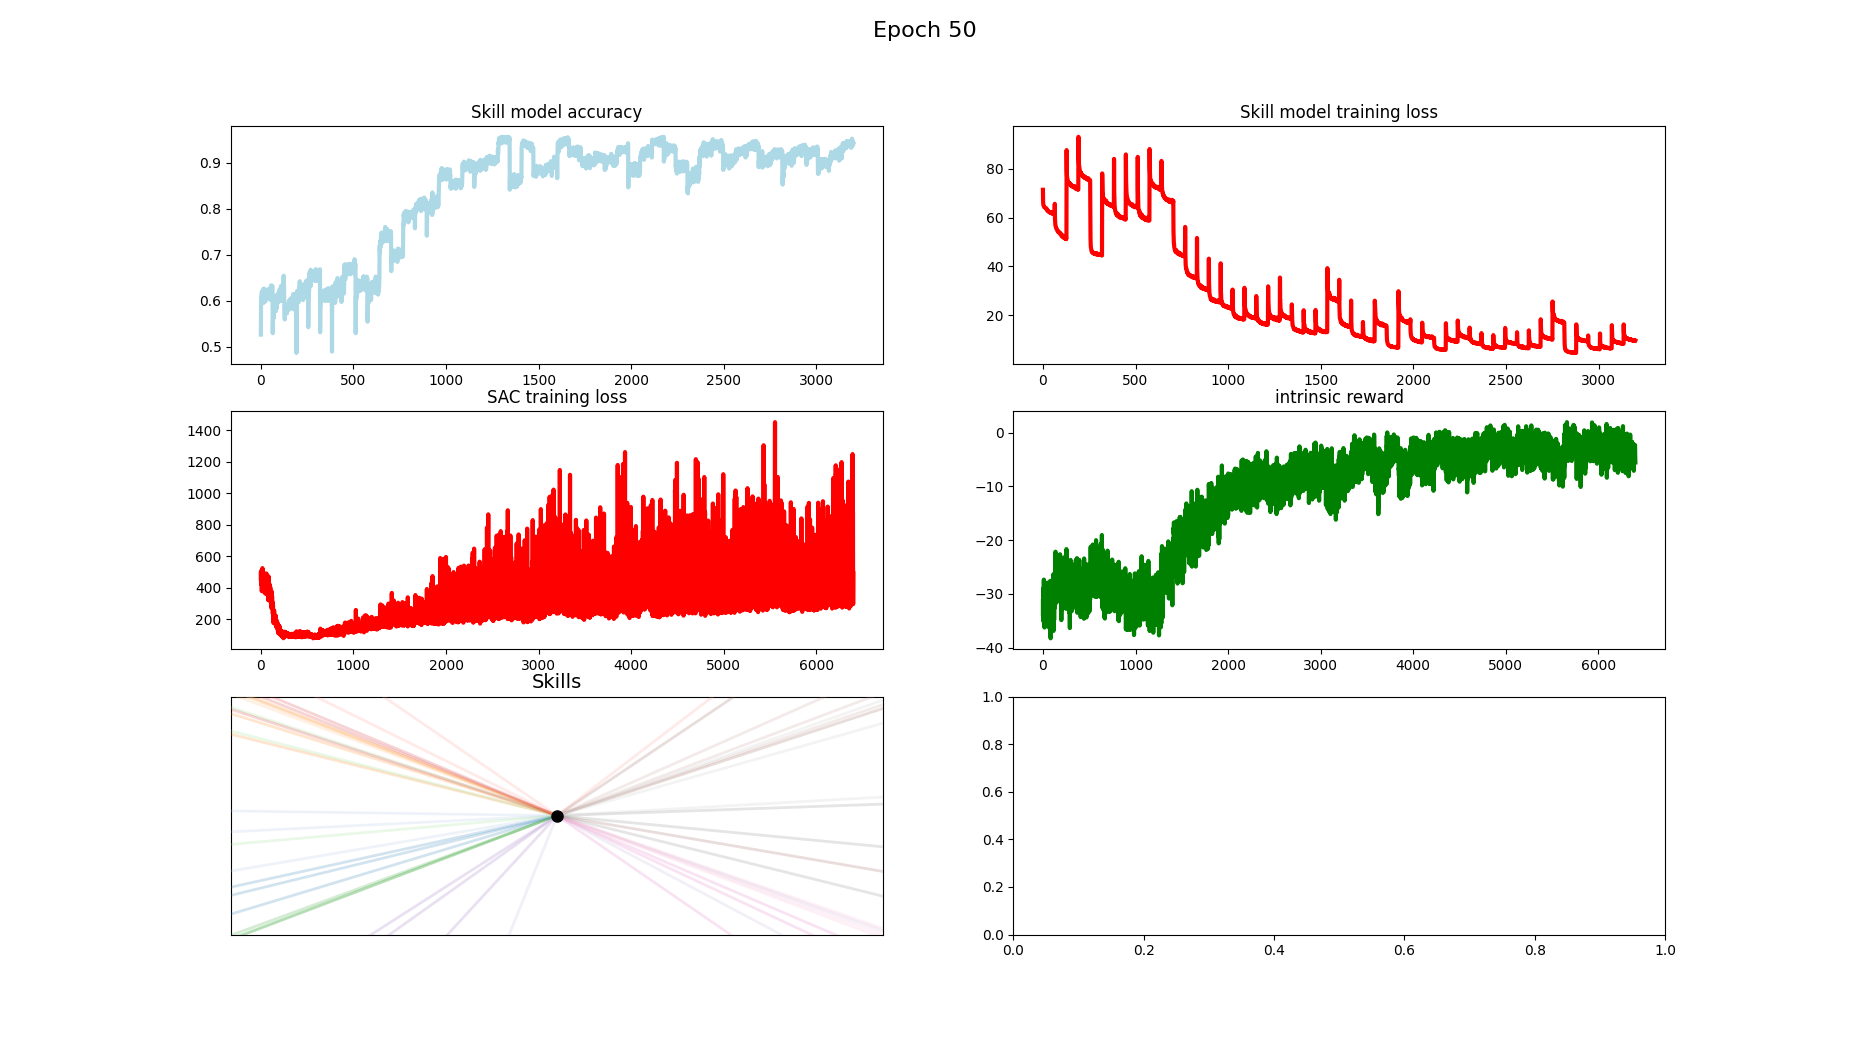 Epoch 50
Skill model accuracy
0.9
0.8
0.7
0.6
0.5
0 500 1000 1500 2000 2500 3000
Skill model training loss
80
60
40
20
0 500 1000 1500 2000 2500 3000
SAC training loss
1400
1200
1000
800
600
400
200
0 1000 2000 3000 4000 5000 6000
intrinsic reward
0
−10
−20
−30
−40
0 1000 2000 3000 4000 5000 6000
Skills
1.0
0.8
0.6
0.4
0.2
0.0
0.0 0.2 0.4 0.6 0.8 1.0